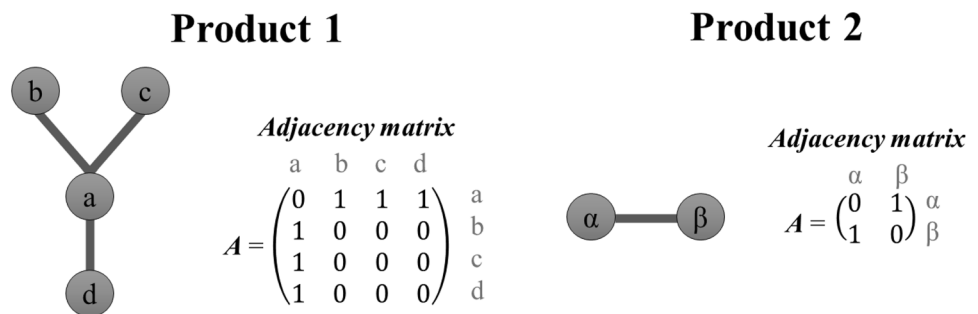 Product 1
b c
a
d
Adjacency matrix
a b c d
A = (0 1 1 1) a
1 0 0 0 b
1 0 0 0 c
1 0 0 0 d
Product 2
α β
Adjacency matrix
α β
A = (0 1) α
1 0 β